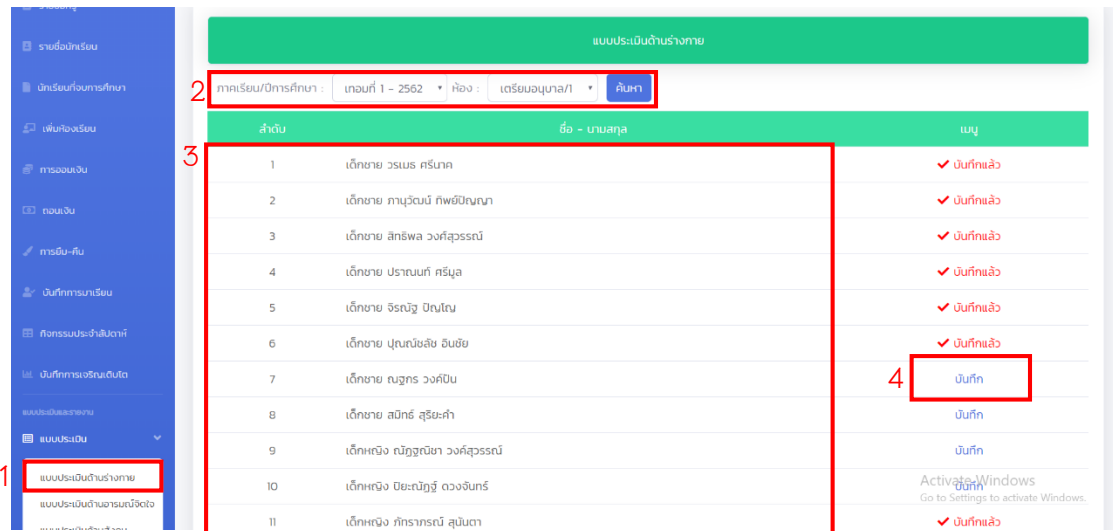 รายชื่อนักเรียน
นักเรียนที่จบการศึกษา
เพิ่มห้องเรียน
การออมเงิน
ถอนเงิน
การยืม-คืน
บันทึกการมาเรียน
กิจกรรมประจำสัปดาห์
บันทึกการเจริญเติบโต
แบบประเมินและรายงาน
แบบประเมิน
1 แบบประเมินด้านร่างกาย
แบบประเมินด้านอารมณ์จิตใจ
แบบประเมินด้านร่างกาย
2 ภาคเรียน/ปีการศึกษา : เทอมที่ 1 - 2562 ห้อง : เตรียมอนุบาล/1 ค้นหา
ลำดับ ชื่อ - นามสกุล เมนู
3
1 เด็กชาย วรเมธ ศรีนาค บันทึกแล้ว
2 เด็กชาย ภานุวัฒน์ ทิพย์ปัญญา บันทึกแล้ว
3 เด็กชาย สิทธิพล วงศ์สุวรรณ์ บันทึกแล้ว
4 เด็กชาย ปราณนท์ ศรีมูล บันทึกแล้ว
5 เด็กชาย จิรณัฐ ปัญโญ บันทึกแล้ว
6 เด็กชาย ปุณณ์ชลัช อินชัย บันทึกแล้ว
7 เด็กชาย ณฐกร วงค์ปัน 4 บันทึก
8 เด็กชาย สมิทธ์ สุริยะคำ บันทึก
9 เด็กหญิง ณัฏฐณิชา วงค์สุวรรณ์ บันทึก
10 เด็กหญิง ปิยะณัฏฐ์ ดวงจันทร์ บันทึก
Activate Windows
Go to Settings to activate Windows.
11 เด็กหญิง ภัทราภรณ์ สุนันตา บันทึกแล้ว